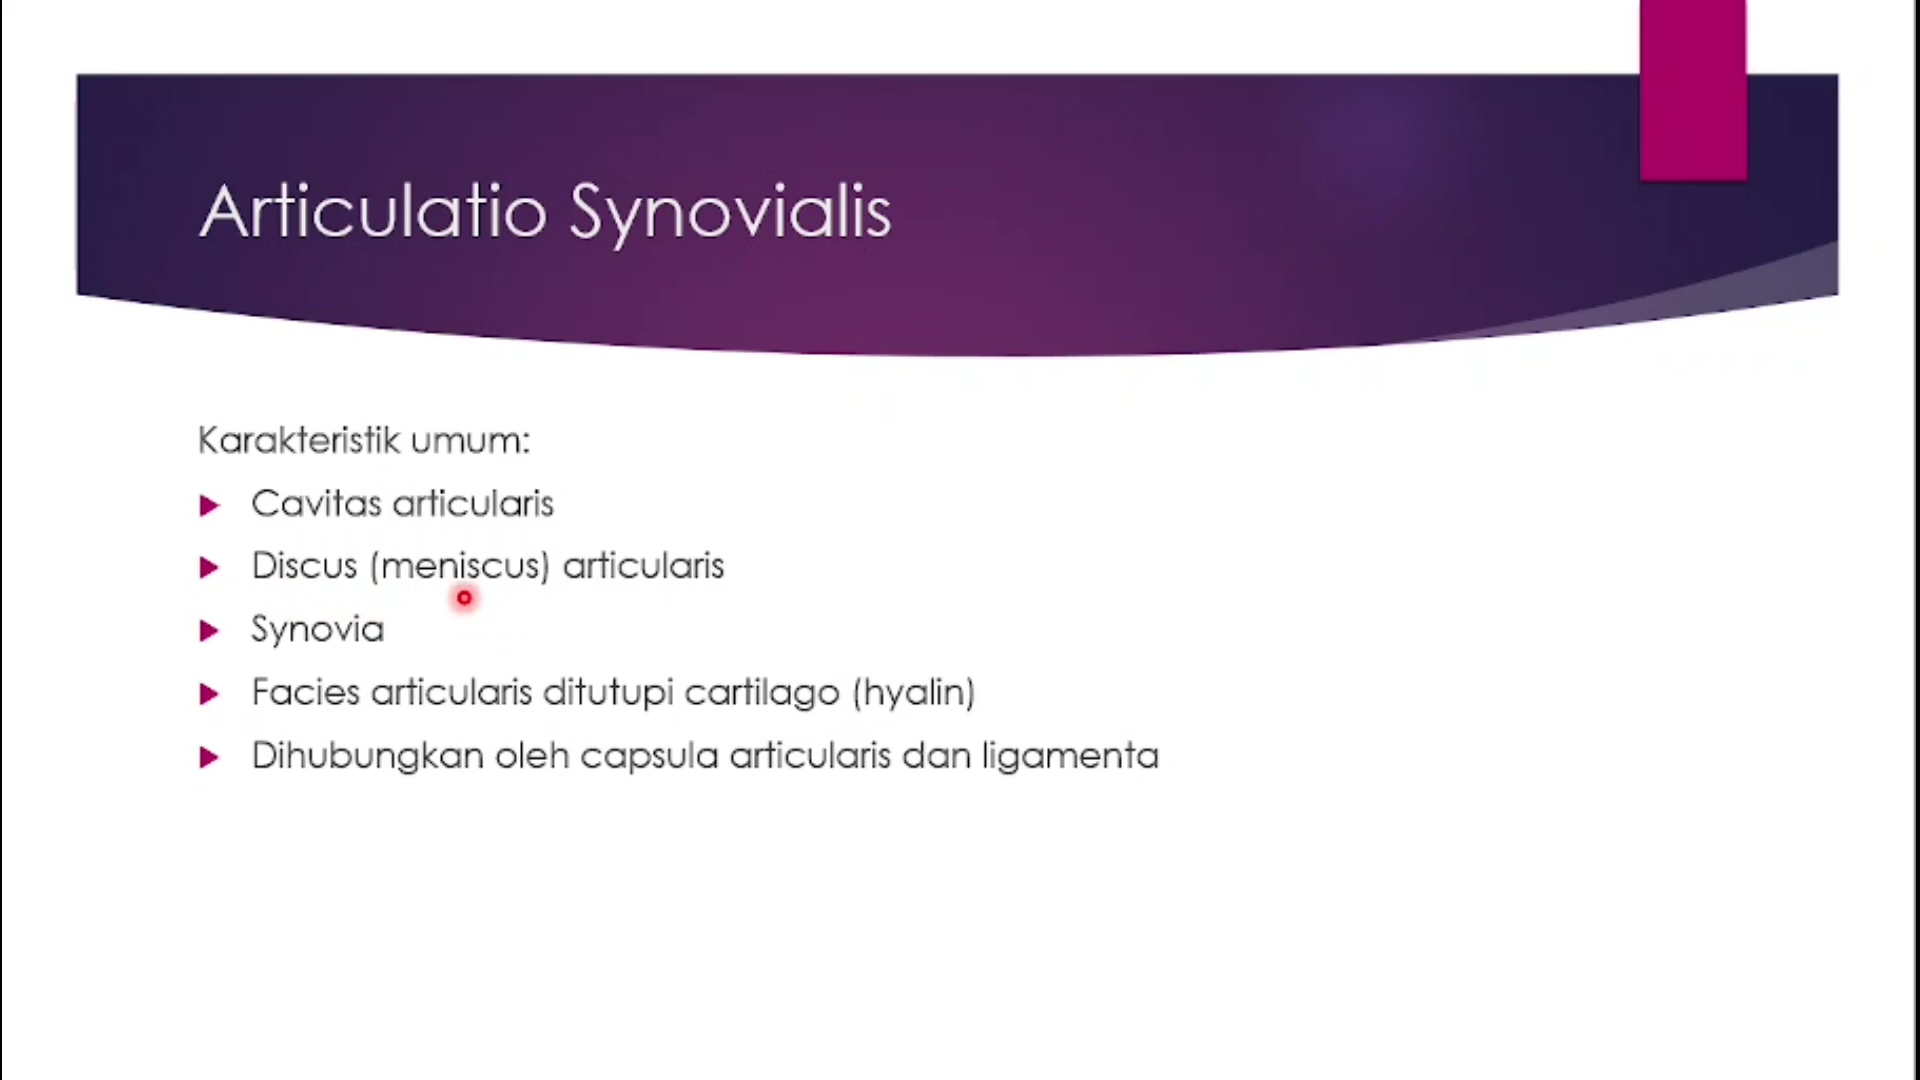 Articulatio Synovialis
Karakteristik umum:
Cavitas articularis
Discus (meniscus) articularis
Synovia
Facies articularis ditutupi cartilago (hyalin)
Dihubungkan oleh capsula articularis dan ligamenta